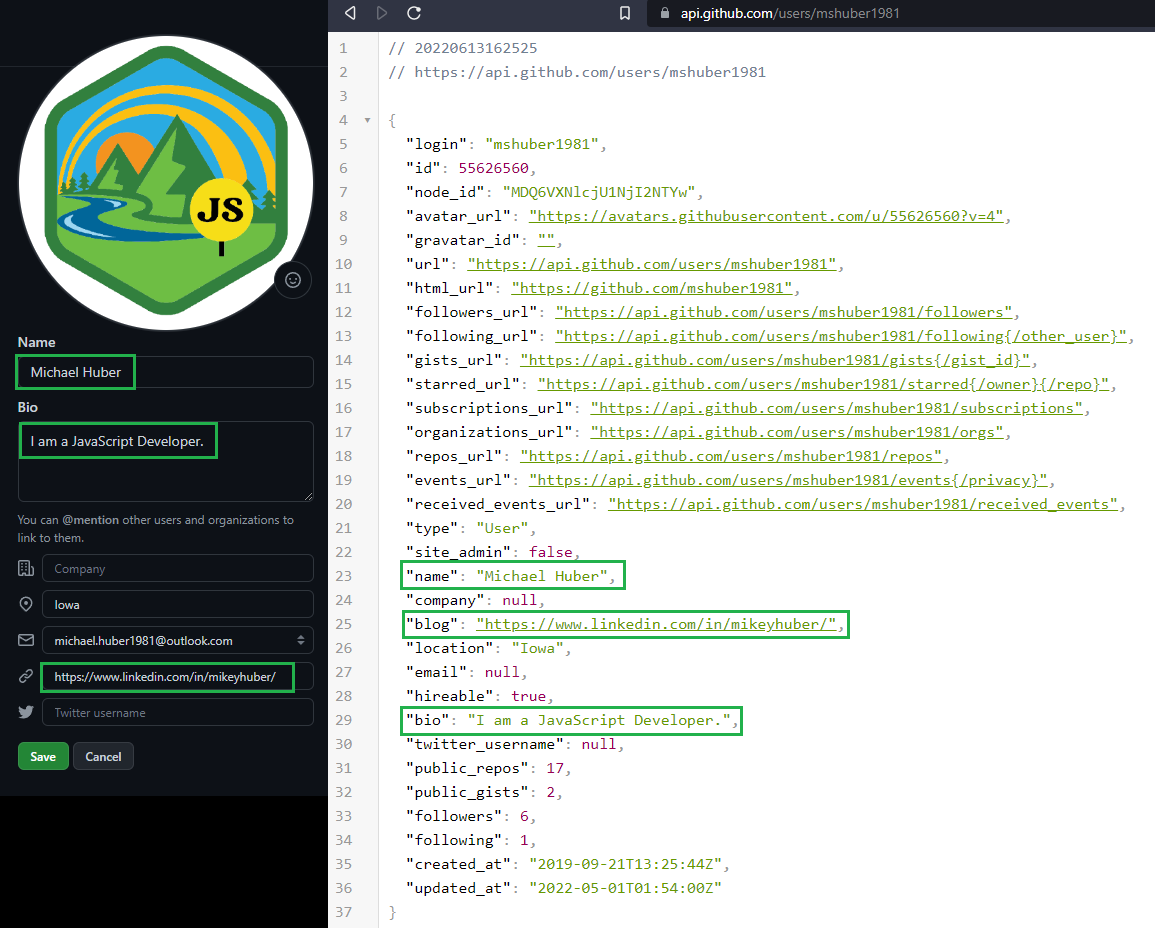 JS
Name
Michael Huber
Bio
I am a JavaScript Developer.
You can @mention other users and organizations to
link to them.
Company
Iowa
michael.huber1981@outlook.com
https://www.linkedin.com/in/mikeyhuber/
Twitter username
Save Cancel
api.github.com/users/mshuber1981
1 // 20220613162525
2 // https://api.github.com/users/mshuber1981
3
4 {
5 "login": "mshuber1981",
6 "id": 55626560,
7 "node_id": "MDQ6VXNlcjU1NjI2NTYw",
8 "avatar_url": "https://avatars.githubusercontent.com/u/55626560?v=4",
9 "gravatar_id": "",
10 "url": "https://api.github.com/users/mshuber1981",
11 "html_url": "https://github.com/mshuber1981",
12 "followers_url": "https://api.github.com/users/mshuber1981/followers",
13 "following_url": "https://api.github.com/users/mshuber1981/following{/other_user}",
14 "gists_url": "https://api.github.com/users/mshuber1981/gists{/gist_id}",
15 "starred_url": "https://api.github.com/users/mshuber1981/starred{/owner}{/repo}",
16 "subscriptions_url": "https://api.github.com/users/mshuber1981/subscriptions",
17 "organizations_url": "https://api.github.com/users/mshuber1981/orgs",
18 "repos_url": "https://api.github.com/users/mshuber1981/repos",
19 "events_url": "https://api.github.com/users/mshuber1981/events{/privacy}",
20 "received_events_url": "https://api.github.com/users/mshuber1981/received_events",
21 "type": "User",
22 "site_admin": false,
23 "name": "Michael Huber",
24 "company": null,
25 "blog": "https://www.linkedin.com/in/mikeyhuber/",
26 "location": "Iowa",
27 "email": null,
28 "hireable": true,
29 "bio": "I am a JavaScript Developer.",
30 "twitter_username": null,
31 "public_repos": 17,
32 "public_gists": 2,
33 "followers": 6,
34 "following": 1,
35 "created_at": "2019-09-21T13:25:44Z",
36 "updated_at": "2022-05-01T01:54:00Z"
37 }